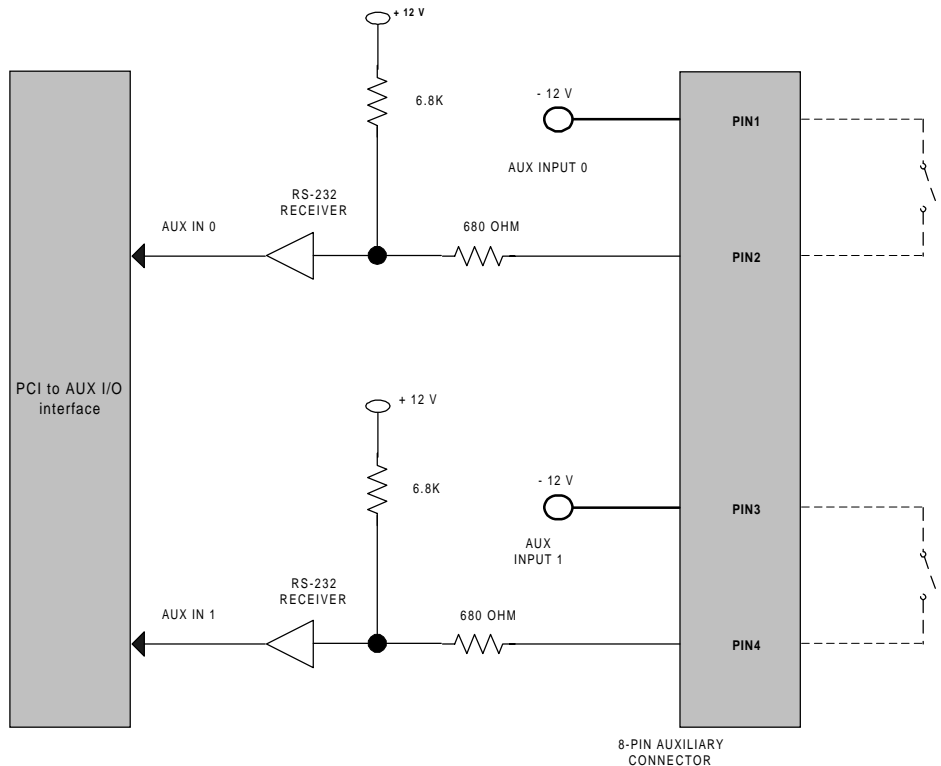 + 12 V
6.8K
- 12 V
PIN1
AUX INPUT 0
RS-232
RECEIVER
AUX IN 0
680 OHM
PIN2
PCI to AUX I/O
interface
+ 12 V
6.8K
- 12 V
PIN3
AUX
INPUT 1
RS-232
RECEIVER
AUX IN 1
680 OHM
PIN4
8-PIN AUXILIARY
CONNECTOR